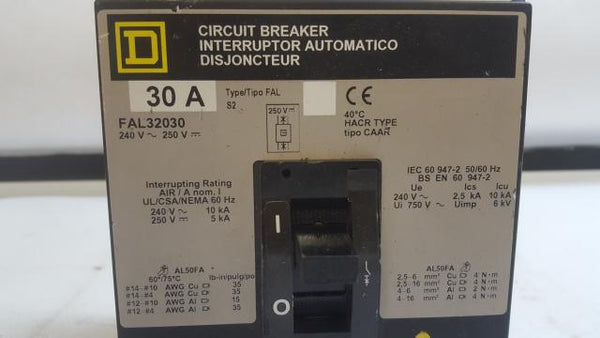 D
CIRCUIT BREAKER
INTERRUPTOR AUTOMATICO
DISJONCTEUR
30 A
Type/Tipo FAL
S2
CE
FAL32030
240 V ~ 250 V ⎓
250 V ⎓
40°C
HACR TYPE
tipo CAAR
Interrupting Rating
AIR / A nom. I
UL/CSA/NEMA 60 Hz
240 V ~ 10 kA
250 V ⎓ 5 kA
IEC 60 947-2 50/60 Hz
BS EN 60 947-2
Ue Ics Icu
240 V ~ 2,5 kA 10 kA
Ui 750 V ~ Uimp 6 kV
I
O
AL50FA
60°/75°C lb-in/pulg/po
#14-#10 AWG Cu 35
#14-#4 AWG Cu 35
#12-#10 AWG Al 15
#12-#4 AWG Al 35
AL50FA
2,5-6 mm² Cu 4 N·m
2,5-16 mm² Cu 4 N·m
4-6 mm² Al 2 N·m
4-16 mm² Al 4 N·m